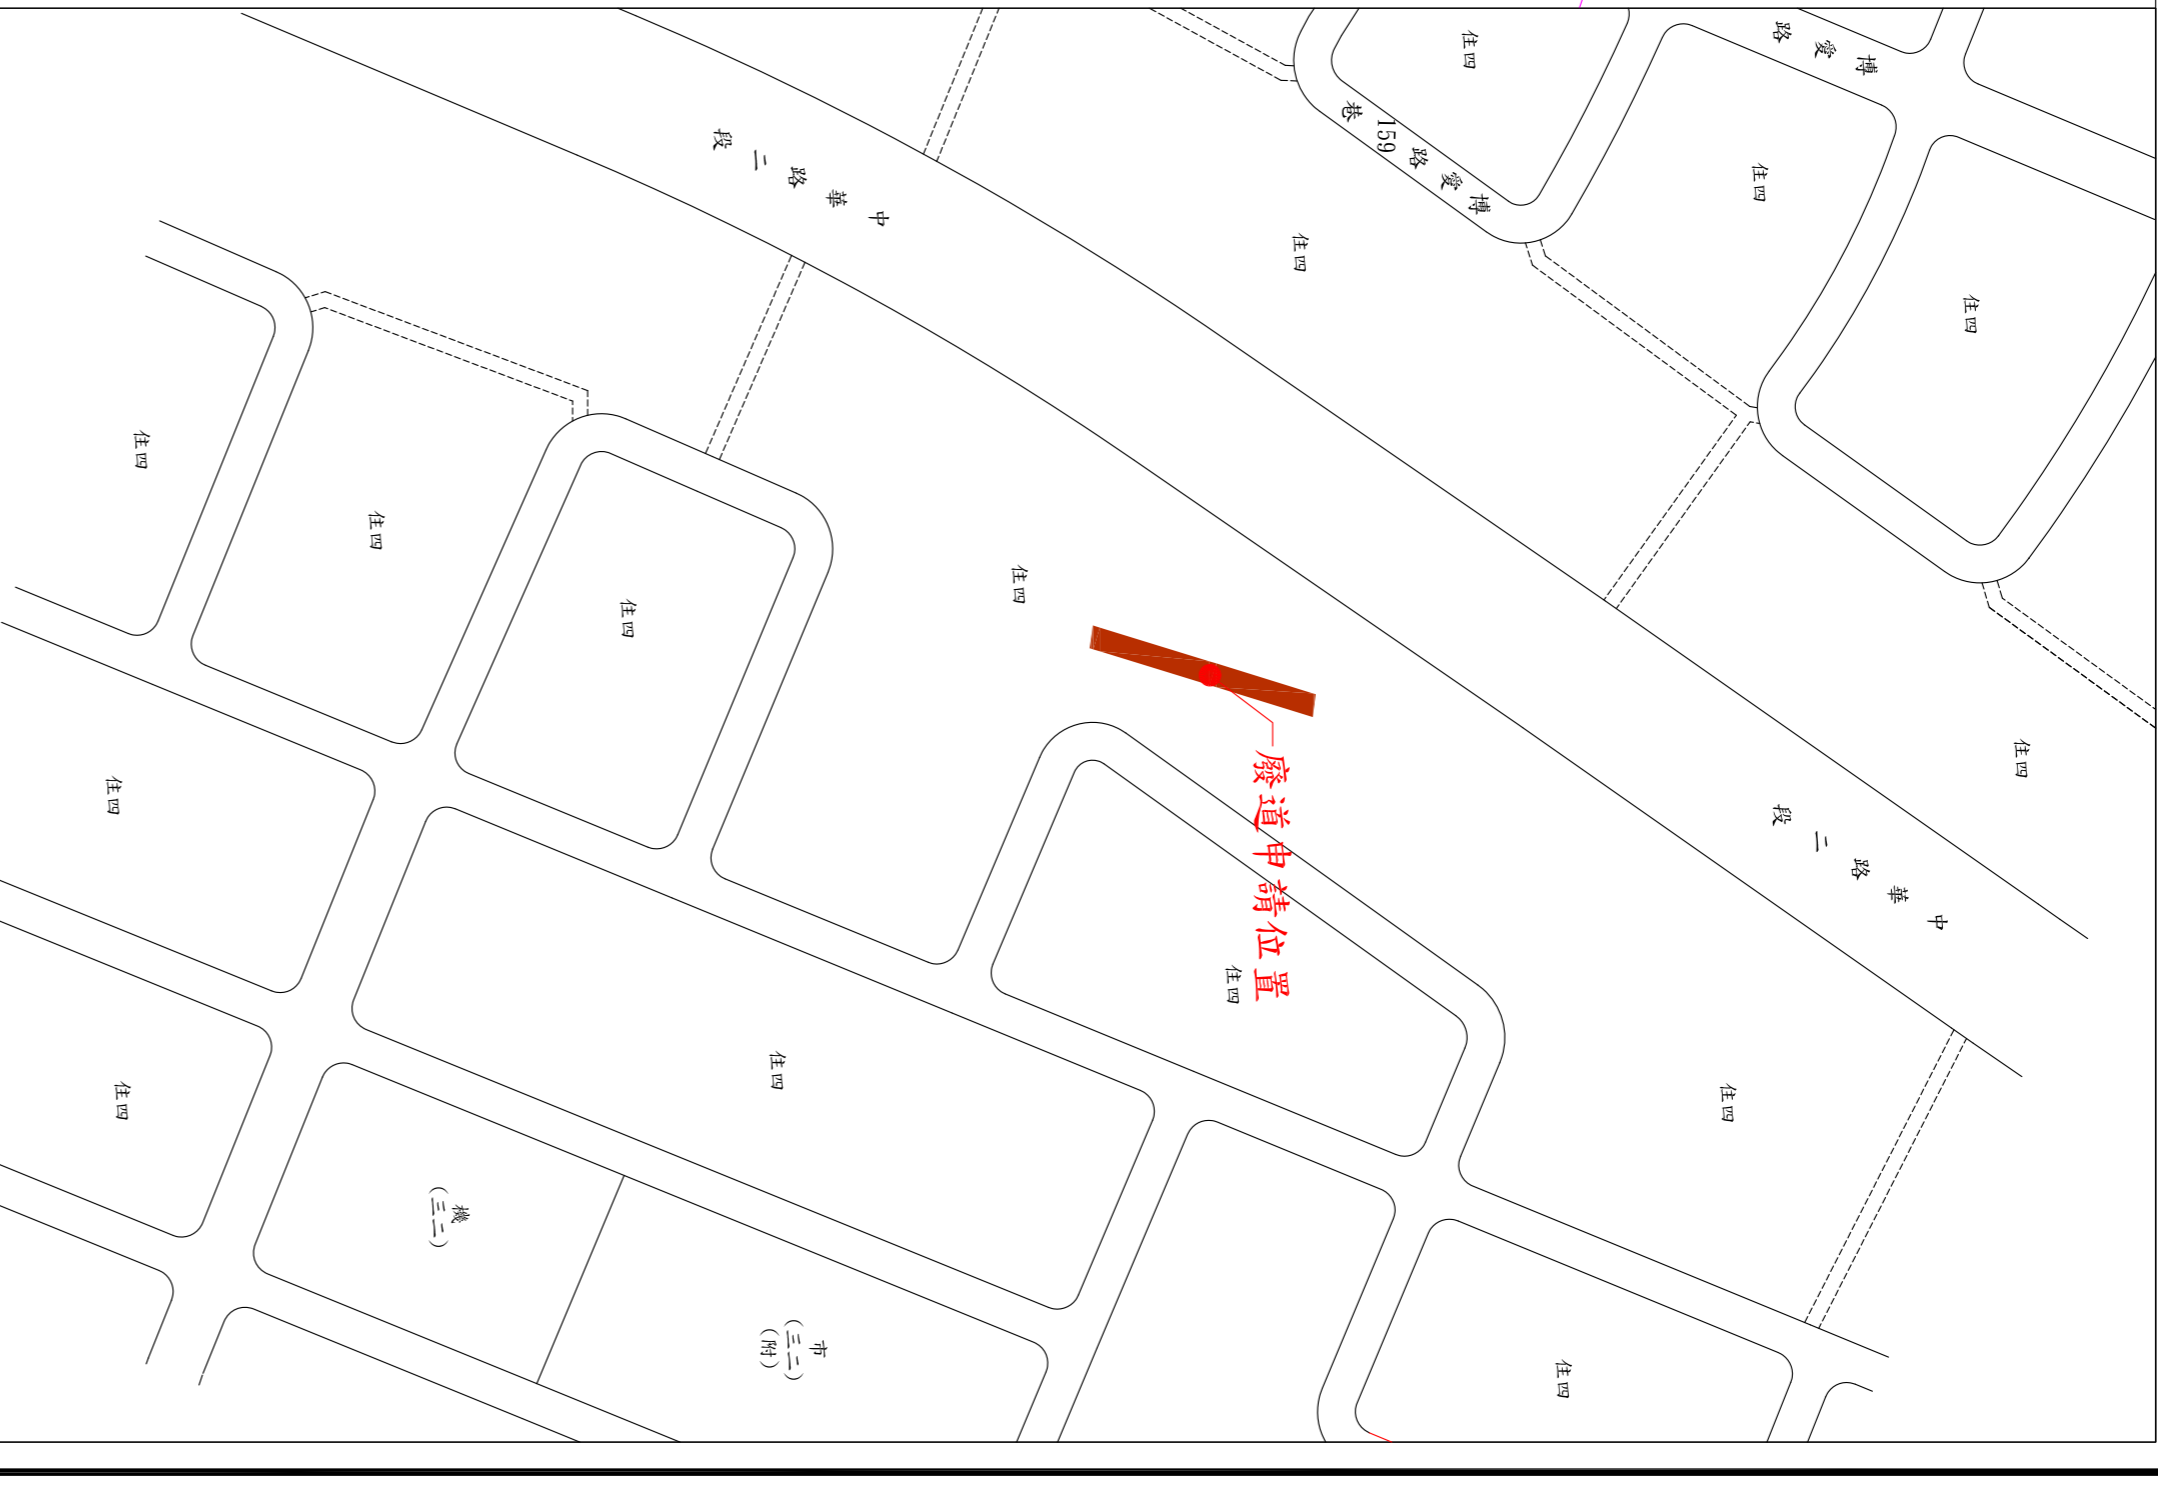 博愛路
住四
博愛路159巷
住四
住四
住四
中華路二段
住四
住四
住四
住四
住四
住四
廢道申請位置
中華路二段
住四
住四
住四
住四
住四
機
(三二)
市
(三二)
(附)
住四